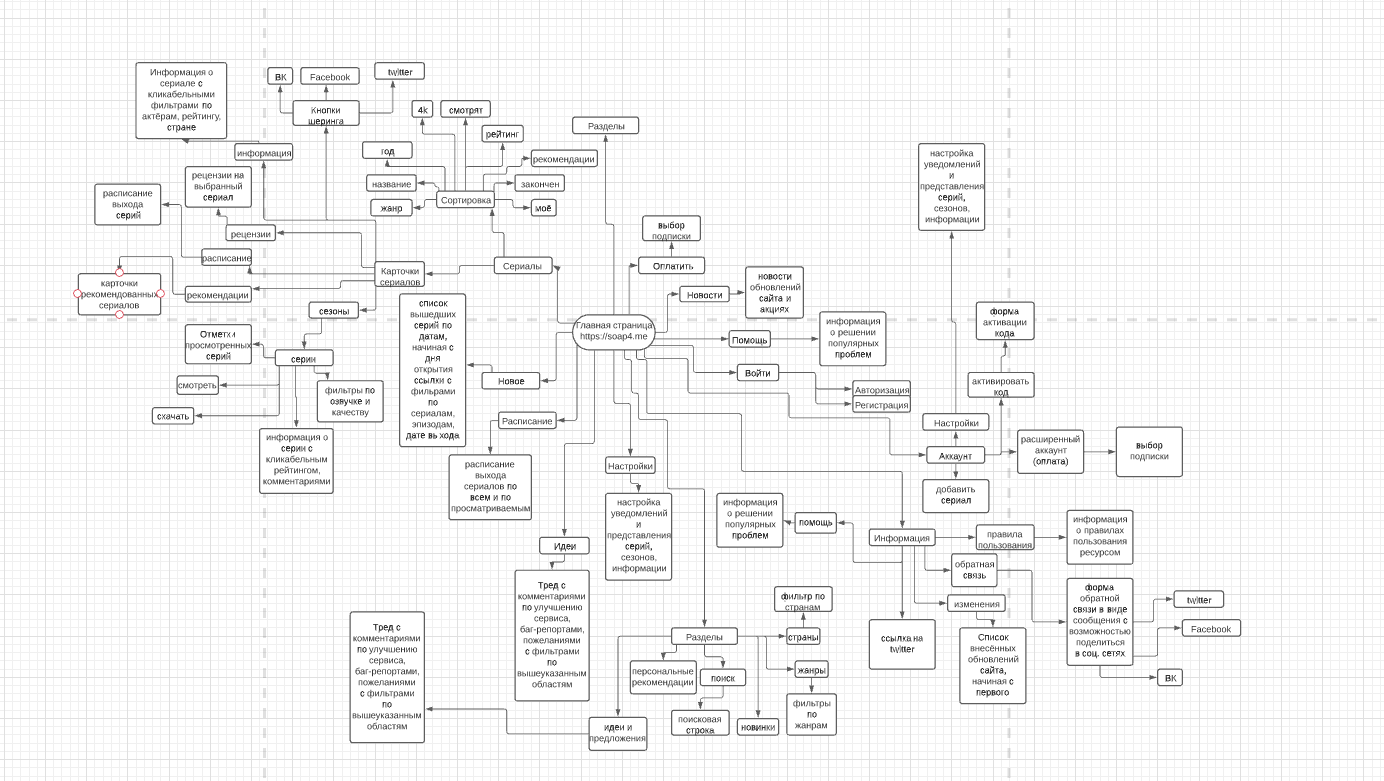 Информация о
сериале с
кликабельными
фильтрами по
актёрам, рейтингу,
стране
ВК
Facebook
twitter
Кнопки
шеринга
4k
смотрят
рейтинг
Разделы
информация
год
рекомендации
рецензии на
выбранный
сериал
название
закончен
Сортировка
жанр
моё
расписание
выхода
серий
настройка
уведомлений
и
представления
серий,
сезонов,
информации
рецензии
выбор
подписки
расписание
Карточки
сериалов
Сериалы
Оплатить
карточки
рекомендованных
сериалов
рекомендации
Новости
новости
обновлений
сайта и
акциях
сезоны
список
вышедших
серий по
датам,
начиная с
дня
открытия
ссылки с
фильрами
по
сериалам,
эпизодам,
дате вь хода
Главная страница
https://soap4.me
форма
активации
кода
Отметки
просмотренных
серий
серии
Помощь
информация
о решении
популярных
проблем
смотреть
фильтры по
озвучке и
качеству
Новое
Войти
Авторизация
Регистрация
активировать
код
скачать
Расписание
Настройки
информация о
серии с
кликабельным
рейтингом,
комментариями
расписание
выхода
сериалов по
всем и по
просматриваемым
Настройки
Аккаунт
расширенный
аккаунт
(оплата)
выбор
подписки
настройка
уведомлений
и
представления
серий,
сезонов,
информации
информация
о решении
популярных
проблем
помощь
добавить
сериал
Идеи
Информация
правила
пользования
информация
о правилах
пользования
ресурсом
Тред с
комментариями
по улучшению
сервиса,
баг-репортами,
пожеланиями
с фильтрами
по
вышеуказанным
областям
обратная
связь
форма
обратной
связи в виде
сообщения с
возможностью
поделиться
в соц. сетях
twitter
Facebook
ВК
изменения
Список
внесённых
обновлений
сайта,
начиная с
первого
ссылка на
twitter
фильтр по
странам
Тред с
комментариями
по улучшению
сервиса,
баг-репортами,
пожеланиями
с фильтрами
по
вышеуказанным
областям
Разделы
страны
персональные
рекомендации
поиск
жанры
идеи и
предложения
поисковая
строка
новинки
фильтры
по
жанрам